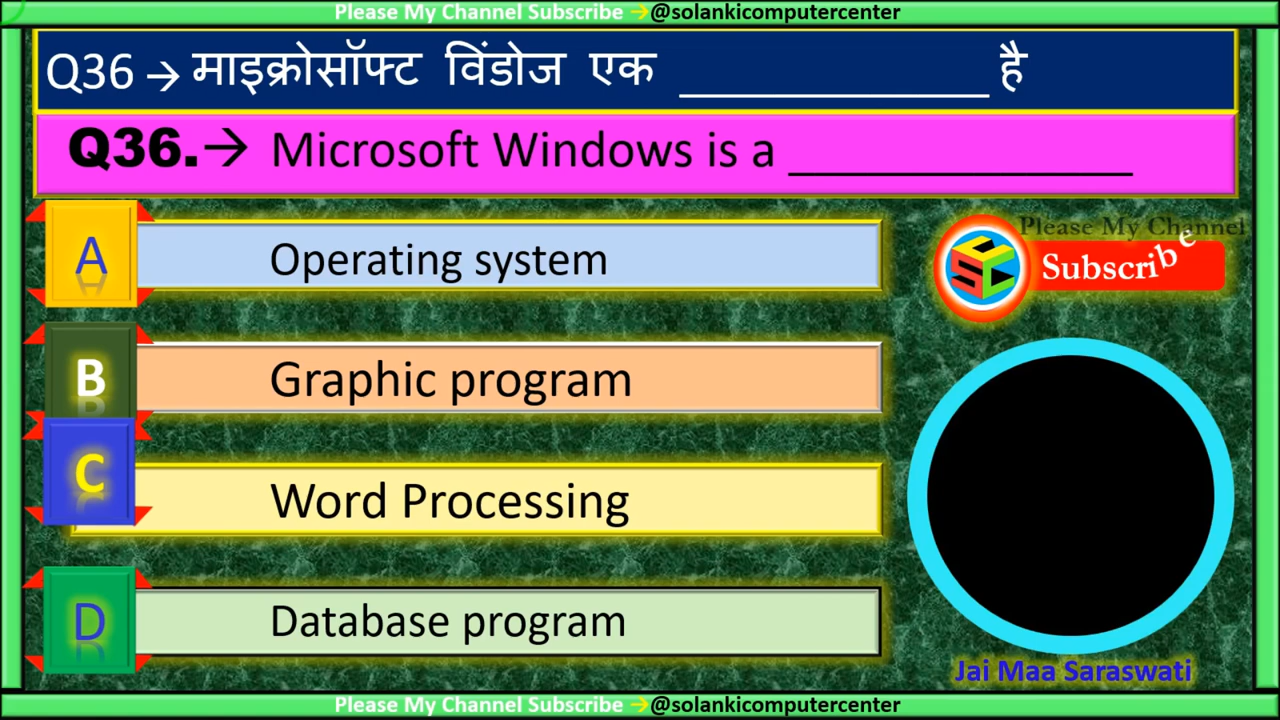 Please My Channel Subscribe →@solankicomputercenter
Q36 → माइक्रोसॉफ्ट विंडोज एक ______________ है
Q36.→ Microsoft Windows is a ______________
A Operating system
Please My Channel
Subscribe
B Graphic program
C Word Processing
D Database program
Jai Maa Saraswati
Please My Channel Subscribe →@solankicomputercenter